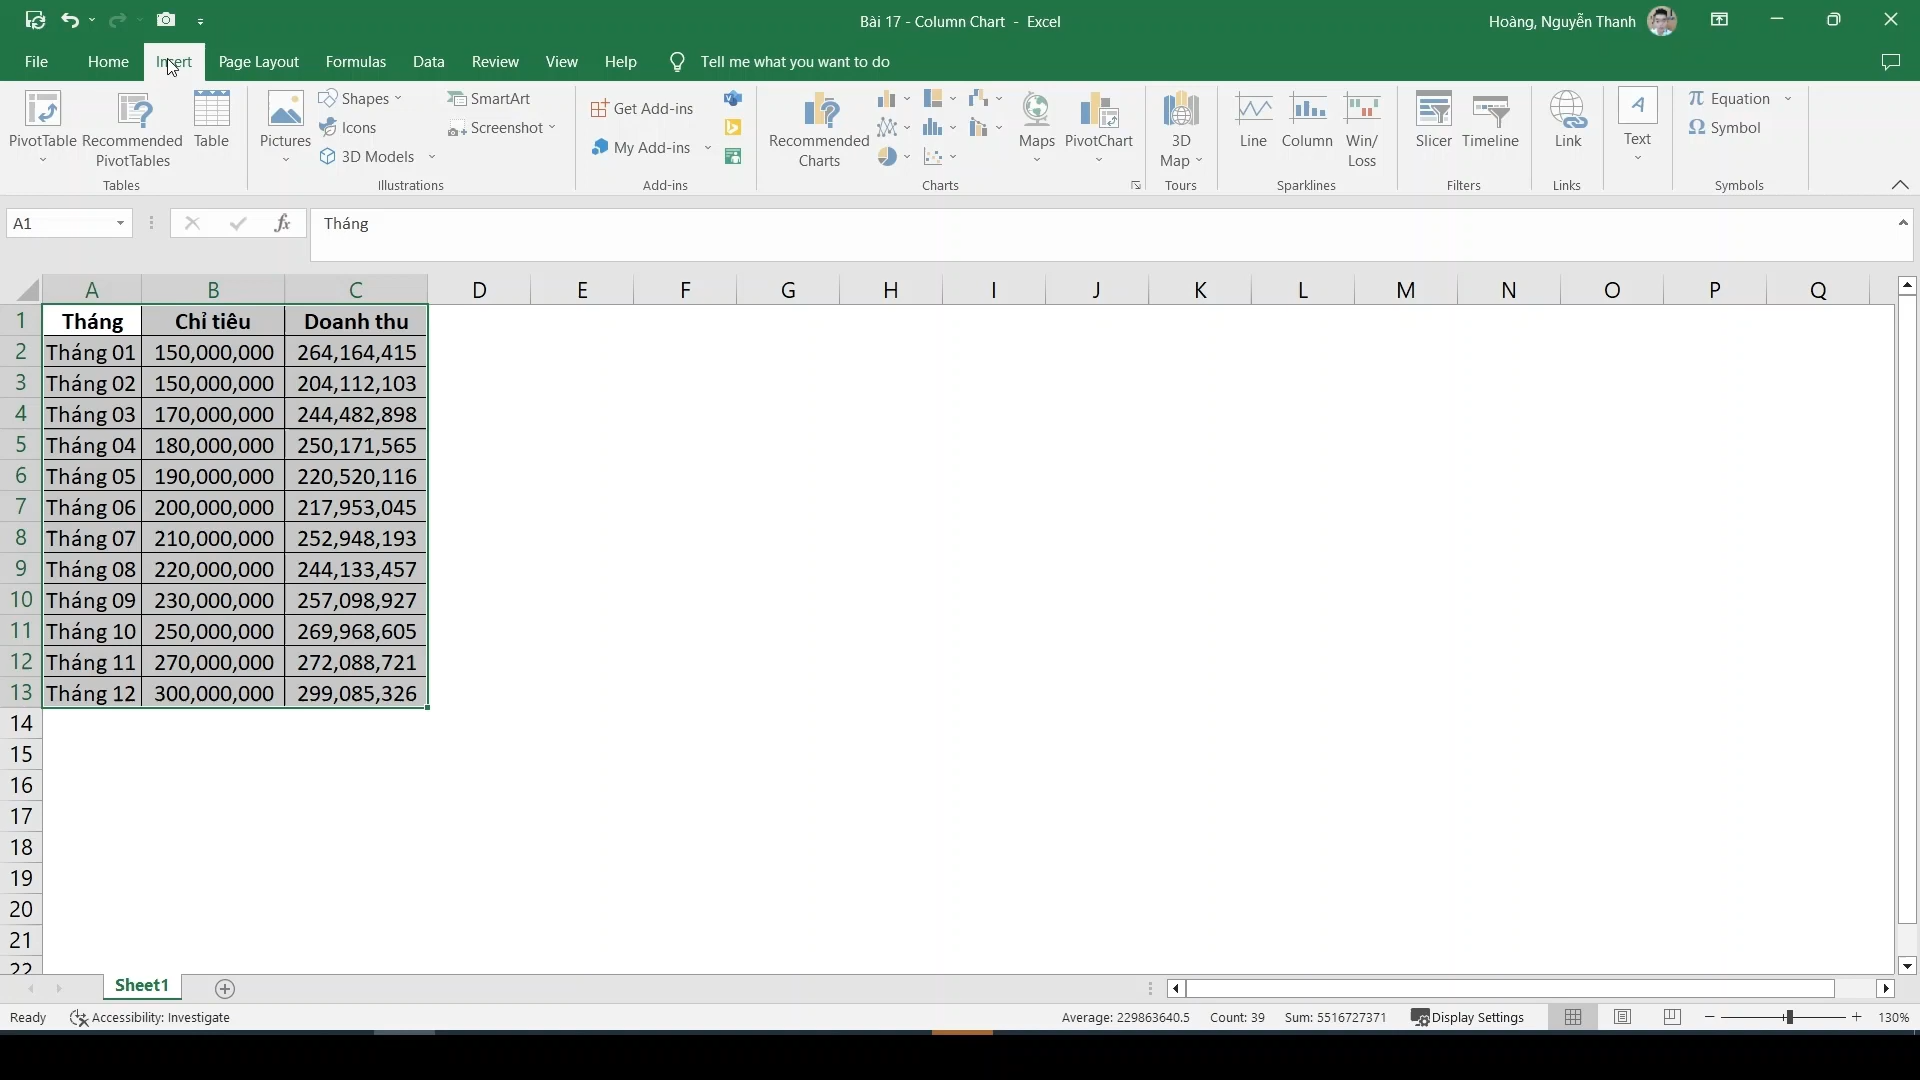 Bài 17 - Column Chart - Excel
Hoàng, Nguyễn Thanh
File Home Insert Page Layout Formulas Data Review View Help Tell me what you want to do
PivotTable
Recommended PivotTables
Table
Tables
Pictures
Shapes
Icons
3D Models
SmartArt
Screenshot
Illustrations
Get Add-ins
My Add-ins
Add-ins
Recommended Charts
Maps
PivotChart
Charts
3D Map
Tours
Line
Column
Win/ Loss
Sparklines
Slicer
Timeline
Filters
Link
Links
Text
Equation
Symbol
Symbols
A1 fx Tháng
A B C D E F G H I J K L M N O P Q
1 Tháng Chỉ tiêu Doanh thu
2 Tháng 01 150,000,000 264,164,415
3 Tháng 02 150,000,000 204,112,103
4 Tháng 03 170,000,000 244,482,898
5 Tháng 04 180,000,000 250,171,565
6 Tháng 05 190,000,000 220,520,116
7 Tháng 06 200,000,000 217,953,045
8 Tháng 07 210,000,000 252,948,193
9 Tháng 08 220,000,000 244,133,457
10 Tháng 09 230,000,000 257,098,927
11 Tháng 10 250,000,000 269,968,605
12 Tháng 11 270,000,000 272,088,721
13 Tháng 12 300,000,000 299,085,326
14
15
16
17
18
19
20
21
22
Sheet1
Ready Accessibility: Investigate Average: 229863640.5 Count: 39 Sum: 5516727371 Display Settings 130%